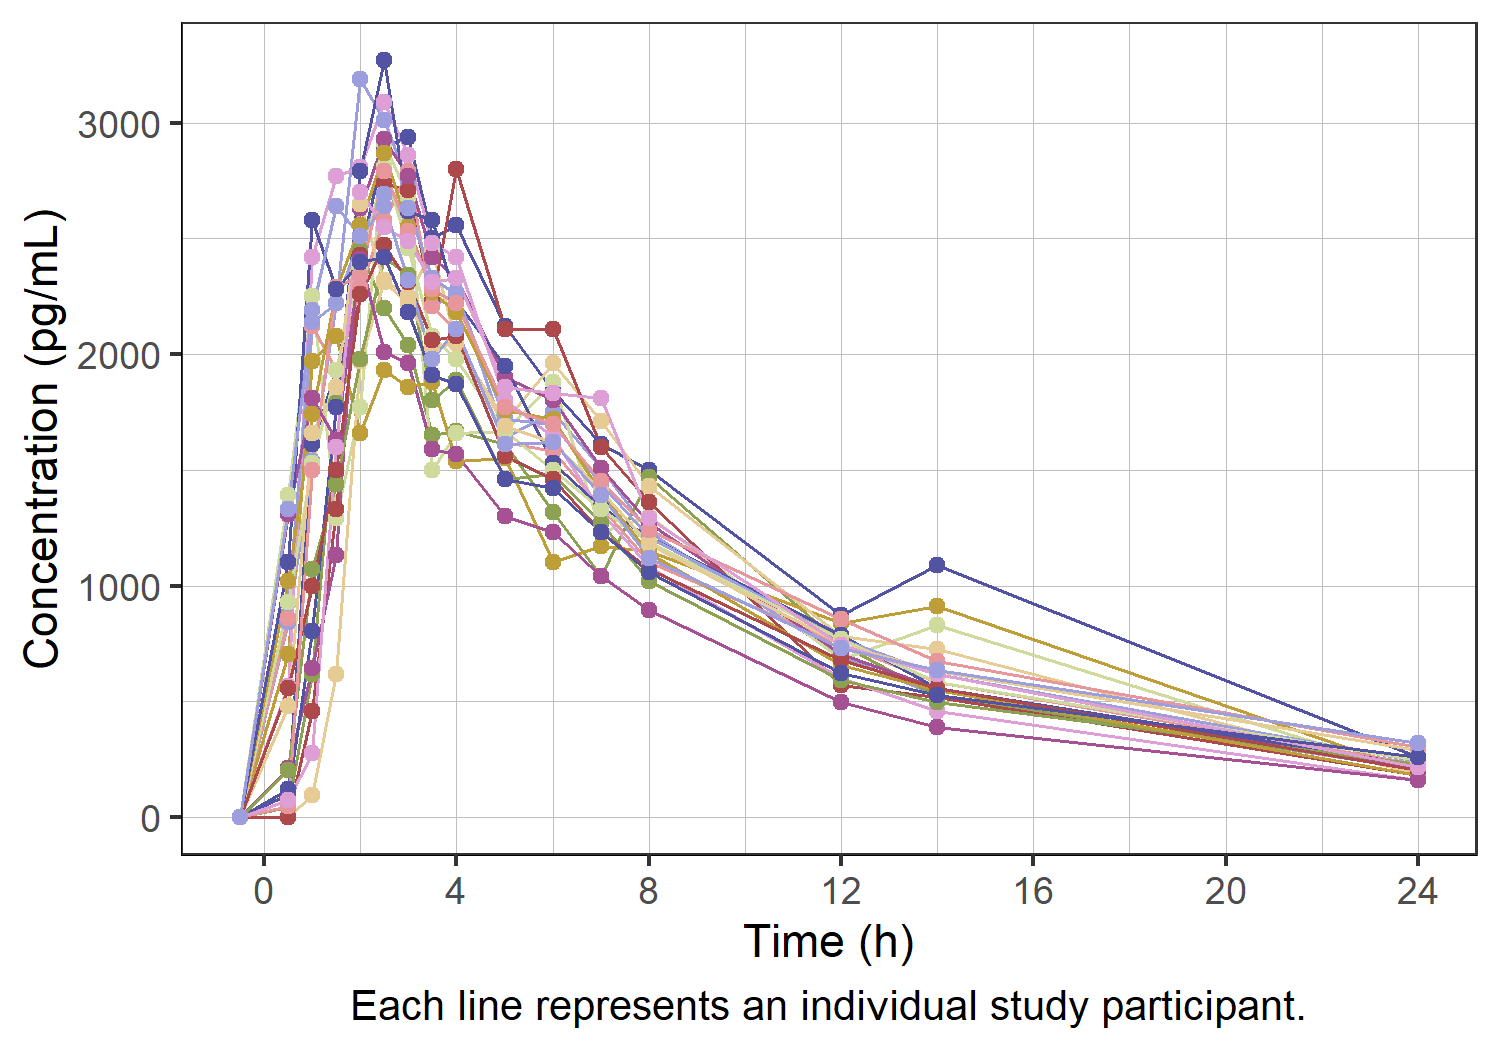 Concentration (pg/mL)
3000
2000
1000
0
0 4 8 12 16 20 24
Time (h)
Each line represents an individual study participant.